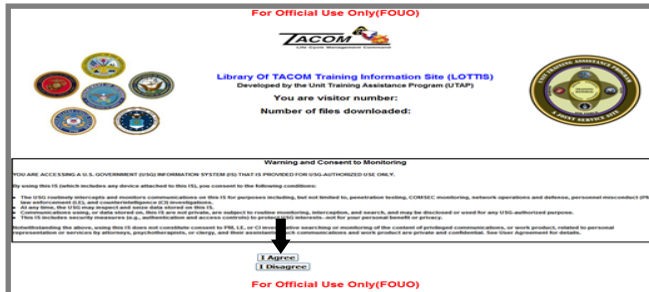 For Official Use Only(FOUO)
TACOM
Life Cycle Management Command
Library Of TACOM Training Information Site (LOTTIS)
Developed by the Unit Training Assistance Program (UTAP)
You are visitor number:
Number of files downloaded:
UNIT TRAINING ASSISTANCE PROGRAM
A JOINT SERVICE SITE
Warning and Consent to Monitoring
YOU ARE ACCESSING A U.S. GOVERNMENT (USG) INFORMATION SYSTEM (IS) THAT IS PROVIDED FOR USG-AUTHORIZED USE ONLY.
By using this IS (which includes any device attached to this IS), you consent to the following conditions:
The USG routinely intercepts and monitors communications on this IS for purposes including, but not limited to, penetration testing, COMSEC monitoring, network operations and defense, personnel misconduct
law enforcement (LE), and counterintelligence (CI) investigations.
At any time, the USG may inspect and seize data stored on this IS.
Communications using, or data stored on, this IS are not private, are subject to routine monitoring, interception, and search, and may be disclosed or used for any USG-authorized purpose.
This IS includes security measures (e.g., authentication and access controls) to protect USG interests--not for your personal benefit or privacy.
Notwithstanding the above, using this IS does not constitute consent to PM, LE, or CI investigative searching or monitoring of the content of privileged communications, or work product, related to personal
representation or services by attorneys, psychotherapists, or clergy, and their assistants. Such communications and work product are private and confidential. See User Agreement for details.
I Agree
I Disagree
For Official Use Only(FOUO)